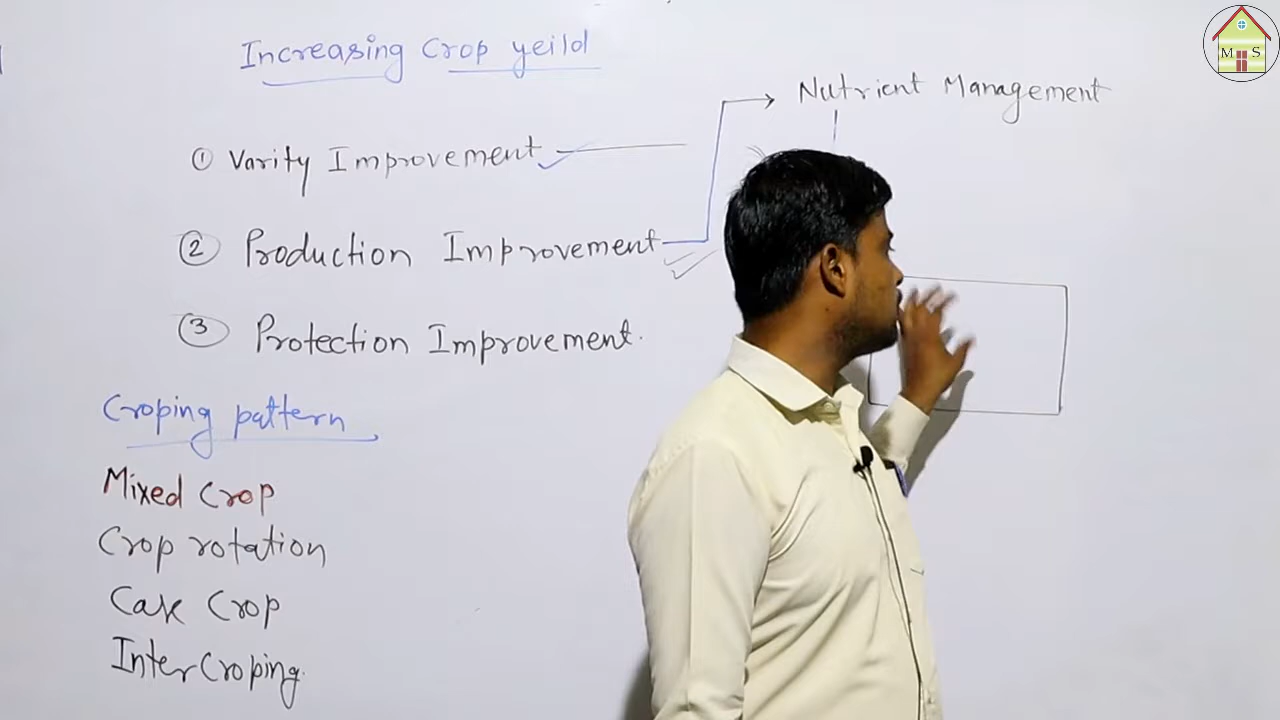 Increasing Crop yeild
① Varity Improvement
Nutrient Management
② Production Improvement
③ Protection Improvement.
Croping pattern
Mixed Crop
Crop rotation
Case Crop
Inter Croping.
M S